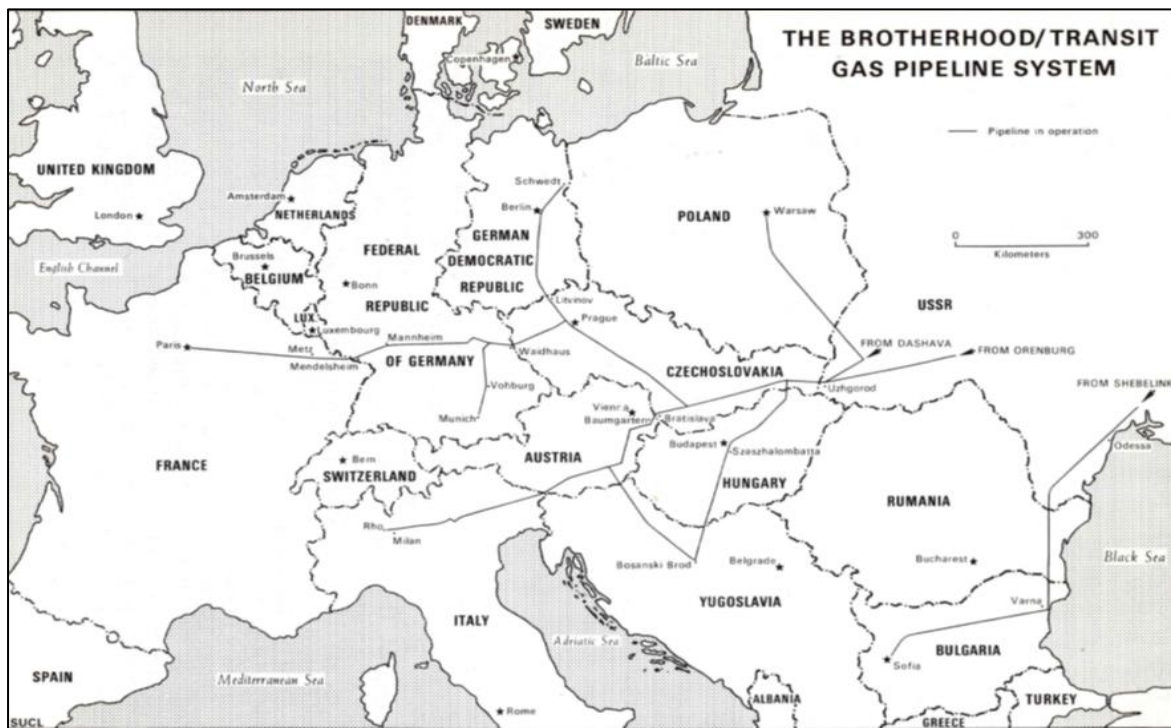 DENMARK
SWEDEN
THE BROTHERHOOD/TRANSIT
GAS PIPELINE SYSTEM
Copenhagen
Baltic Sea
North Sea
Pipeline in operation
UNITED KINGDOM
Schwedt
Amsterdam
Berlin
POLAND
Warsaw
London
NETHERLANDS
FEDERAL
GERMAN
0 300
Kilometers
Brussels
DEMOCRATIC
English Channel
BELGIUM
Bonn
REPUBLIC
REPUBLIC
Litvinov
USSR
LUX.
Luxembourg
Prague
Paris
Mannheim
FROM DASHAVA
Metz
OF GERMANY
Waidhaus
FROM ORENBURG
Mendelsheim
CZECHOSLOVAKIA
Vohburg
Uzhgorod
FROM SHEBELINK
Munich
Vienna
Baumgarten
Bratislava
Budapest
Odessa
Bern
AUSTRIA
Szaszhalombatta
FRANCE
SWITZERLAND
HUNGARY
RUMANIA
Rho
Milan
Bosanski Brod
Belgrade
Bucharest
Black Sea
YUGOSLAVIA
Varna
ITALY
Adriatic Sea
BULGARIA
Sofia
SPAIN
Mediterranean Sea
ALBANIA
TURKEY
SUCL
Rome
GREECE